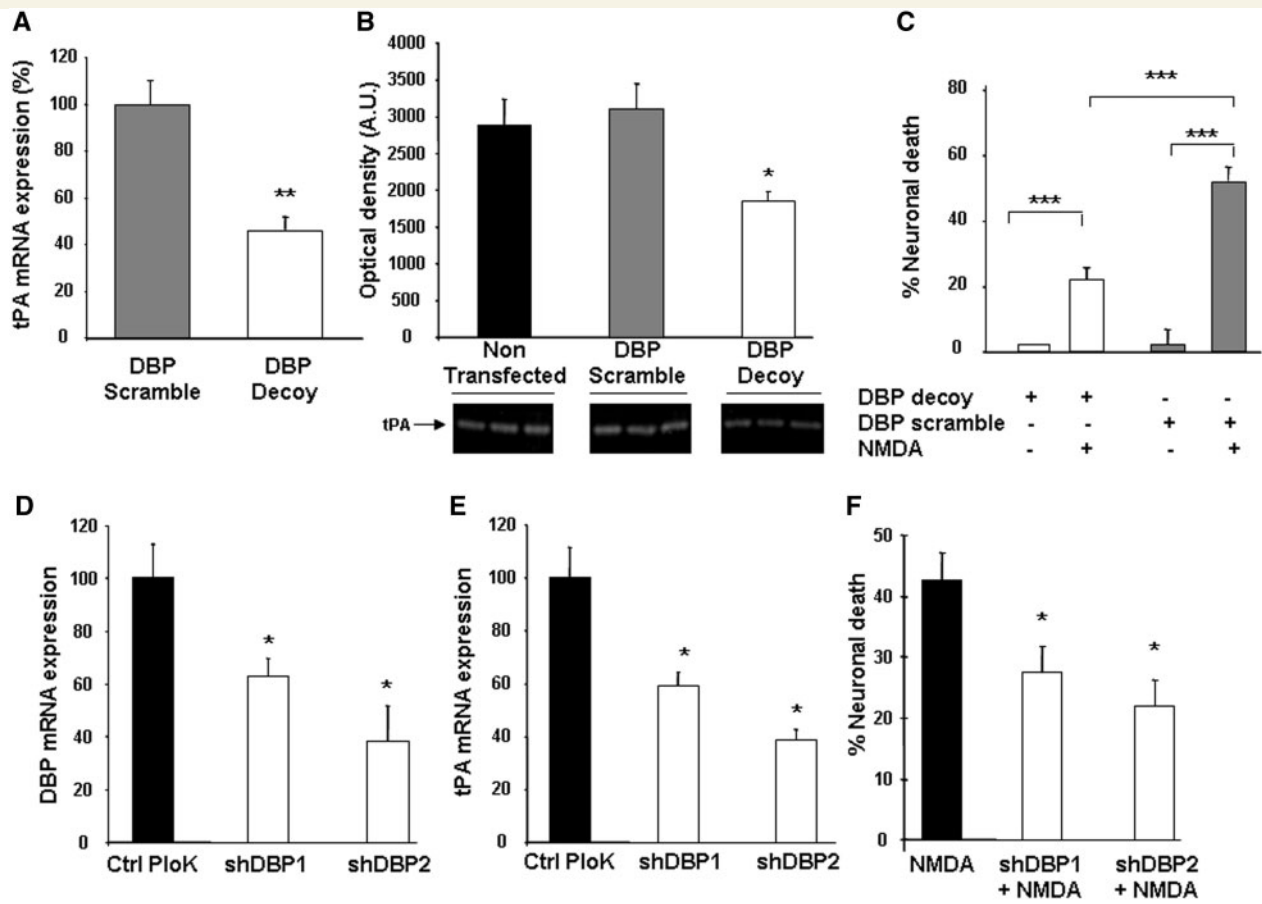 A
tPA mRNA expression (%)
120
100
80
60
40
20
0
**
DBP Scramble
DBP Decoy
B
Optical density (A.U.)
4000
3500
3000
2500
2000
1500
1000
500
0
*
Non Transfected
DBP Scramble
DBP Decoy
tPA
C
% Neuronal death
80
60
40
20
0
***
***
***
DBP decoy + + - -
DBP scramble - - + +
NMDA - + - +
D
DBP mRNA expression
120
100
80
60
40
20
0
*
*
Ctrl PloK
shDBP1
shDBP2
E
tPA mRNA expression
120
100
80
60
40
20
0
*
*
Ctrl PloK
shDBP1
shDBP2
F
% Neuronal death
50
40
30
20
10
0
*
*
NMDA
shDBP1 + NMDA
shDBP2 + NMDA